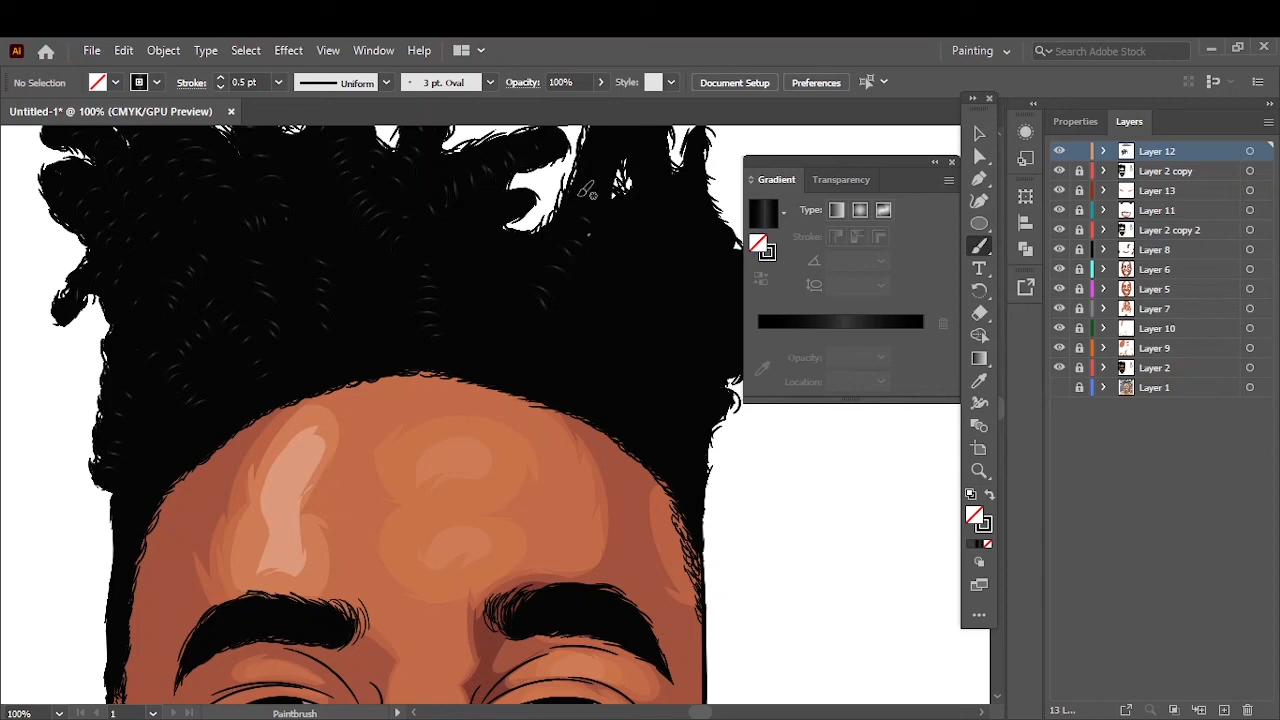 Ai File Edit Object Type Select Effect View Window Help Painting Search Adobe Stock
No Selection Stroke: 0.5 pt Uniform 3 pt. Oval Opacity: 100% Style: Document Setup Preferences
Untitled-1* @ 100% (CMYK/GPU Preview)
Properties Layers
Layer 12
Layer 2 copy
Layer 13
Layer 11
Layer 2 copy 2
Layer 8
Layer 6
Layer 5
Layer 7
Layer 10
Layer 9
Layer 2
Layer 1
Gradient Transparency
Type:
Stroke:
Opacity:
Location:
100% 1 Paintbrush 13 L...